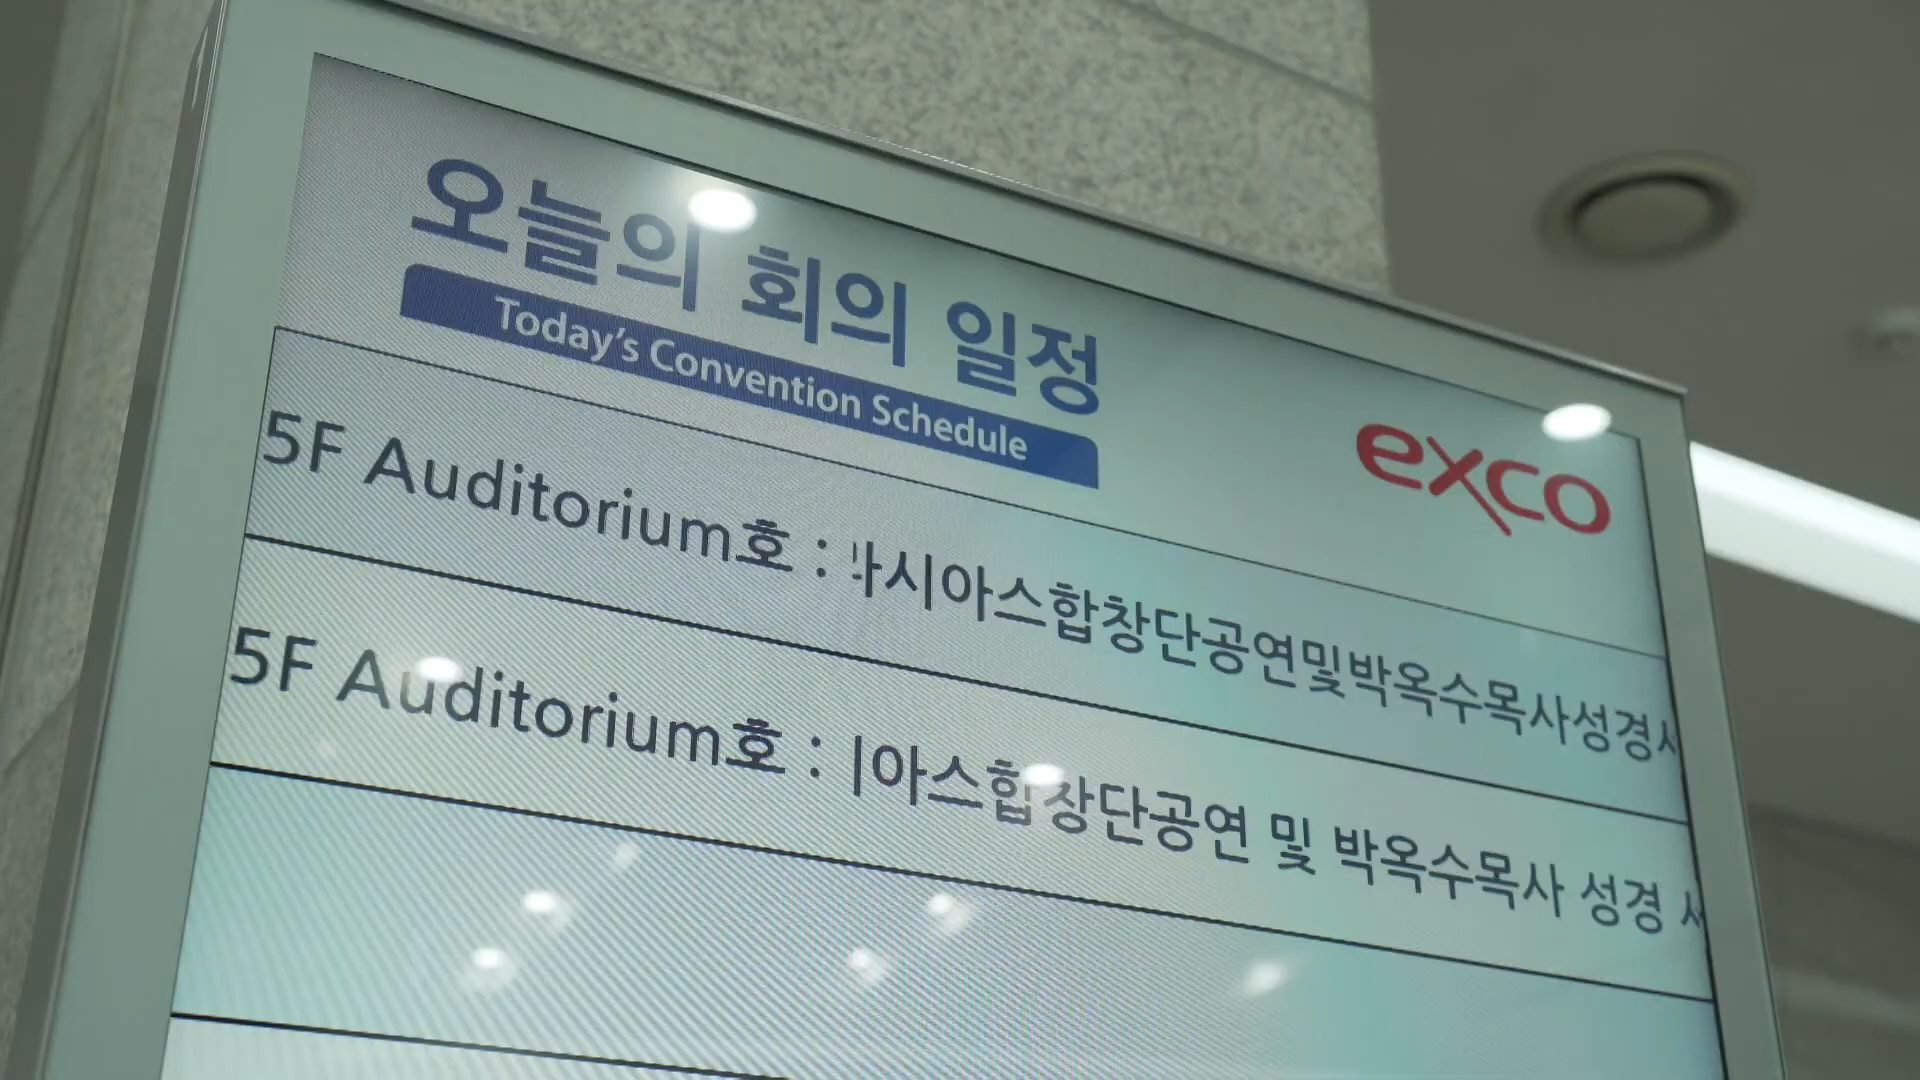 오늘의 회의 일정
Today's Convention Schedule
exco
5F Auditorium호 : 시아스합창단공연및박옥수목사성경
5F Auditorium호 : 아스합창단공연 및 박옥수목사 성경